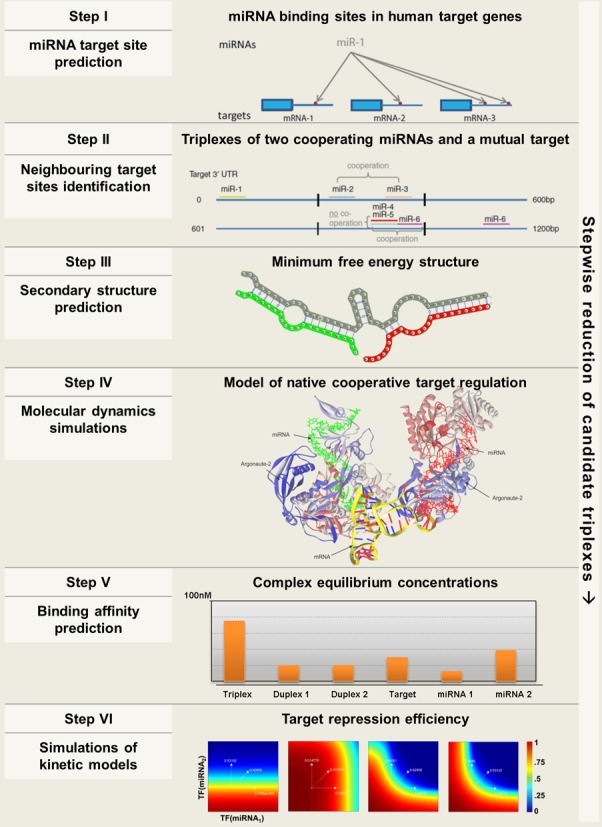 Step I
miRNA binding sites in human target genes
miRNA target site
prediction
miRNAs
miR-1
targets
mRNA-1
mRNA-2
mRNA-3
Step II
Triplexes of two cooperating miRNAs and a mutual target
Neighbouring target
sites identification
Target 3' UTR
cooperation
miR-1
miR-2
miR-3
0
600bp
no co-
operation
miR-4
miR-5
miR-6
miR-6
601
1200bp
cooperation
Step III
Minimum free energy structure
Secondary structure
prediction
Step IV
Model of native cooperative target regulation
Molecular dynamics
simulations
miRNA
miRNA
Argonaute-2
Argonaute-2
mRNA
Step V
Complex equilibrium concentrations
Binding affinity
prediction
100nM
Triplex
Duplex 1
Duplex 2
Target
miRNA 1
miRNA 2
Step VI
Target repression efficiency
Simulations of
kinetic models
TF(miRNA₂)
TF(miRNA₁)
1
.75
.5
.25
0
Stepwise reduction of candidate triplexes →